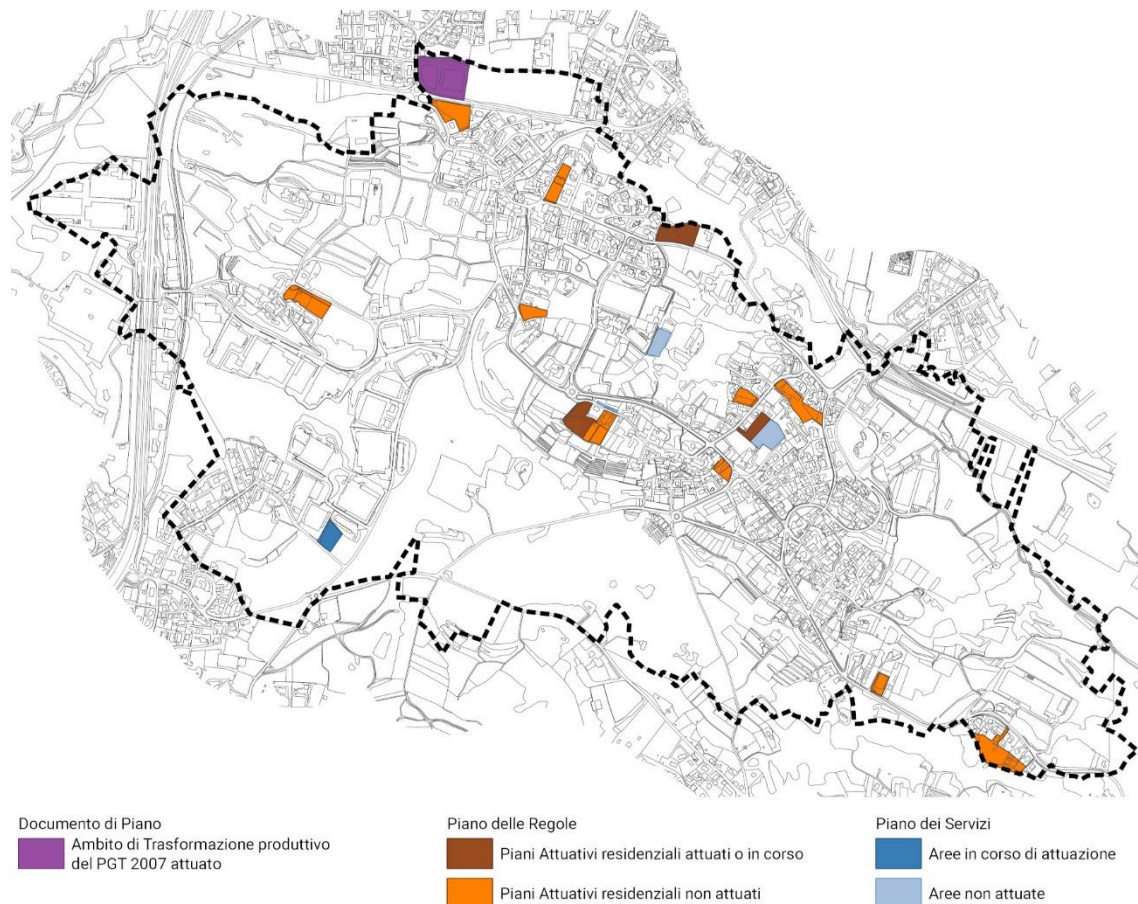 Documento di Piano
Ambito di Trasformazione produttivo
del PGT 2007 attuato
Piano delle Regole
Piani Attuativi residenziali attuati o in corso
Piani Attuativi residenziali non attuati
Piano dei Servizi
Aree in corso di attuazione
Aree non attuate